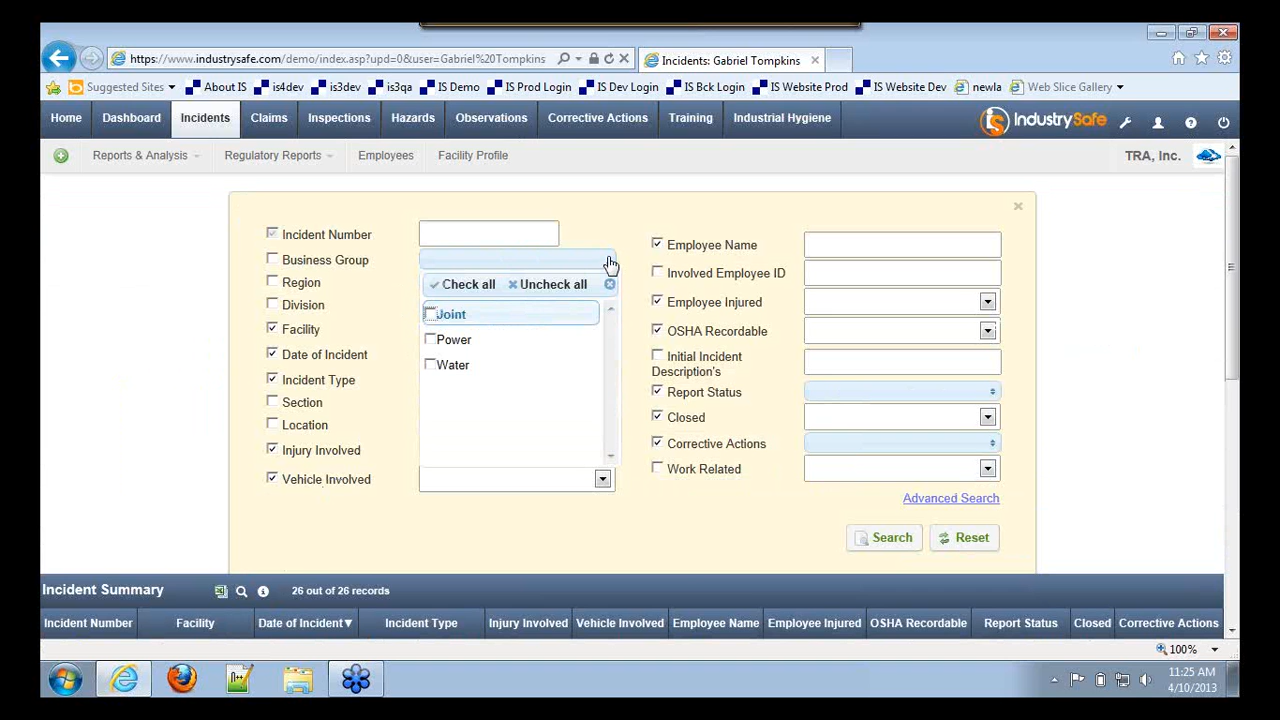 https://www.industrysafe.com/demo/index.asp?upd=0&user=Gabriel%20Tompkins
Incidents: Gabriel Tompkins
Suggested Sites
About IS
is4dev
is3dev
is3qa
IS Demo
IS Prod Login
IS Dev Login
IS Bck Login
IS Website Prod
IS Website Dev
newla
Web Slice Gallery
Home
Dashboard
Incidents
Claims
Inspections
Hazards
Observations
Corrective Actions
Training
Industrial Hygiene
IndustrySafe
Reports & Analysis
Regulatory Reports
Employees
Facility Profile
TRA, Inc.
Incident Number
Business Group
Region
Division
Facility
Date of Incident
Incident Type
Section
Location
Injury Involved
Vehicle Involved
Check all
Uncheck all
Joint
Power
Water
Employee Name
Involved Employee ID
Employee Injured
OSHA Recordable
Initial Incident
Description's
Report Status
Closed
Corrective Actions
Work Related
Advanced Search
Search
Reset
Incident Summary
26 out of 26 records
Incident Number
Facility
Date of Incident▼
Incident Type
Injury Involved
Vehicle Involved
Employee Name
Employee Injured
OSHA Recordable
Report Status
Closed
Corrective Actions
100%
11:25 AM
4/10/2013